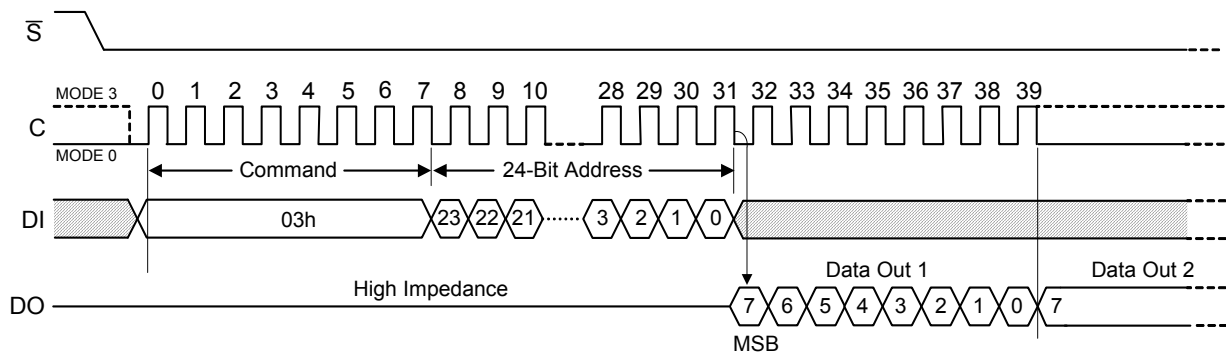 S
MODE 3 0 1 2 3 4 5 6 7 8 9 10 28 29 30 31 32 33 34 35 36 37 38 39
C
MODE 0
Command 24-Bit Address
DI 03h 23 22 21 3 2 1 0
High Impedance Data Out 1 Data Out 2
DO 7 6 5 4 3 2 1 0 7
MSB